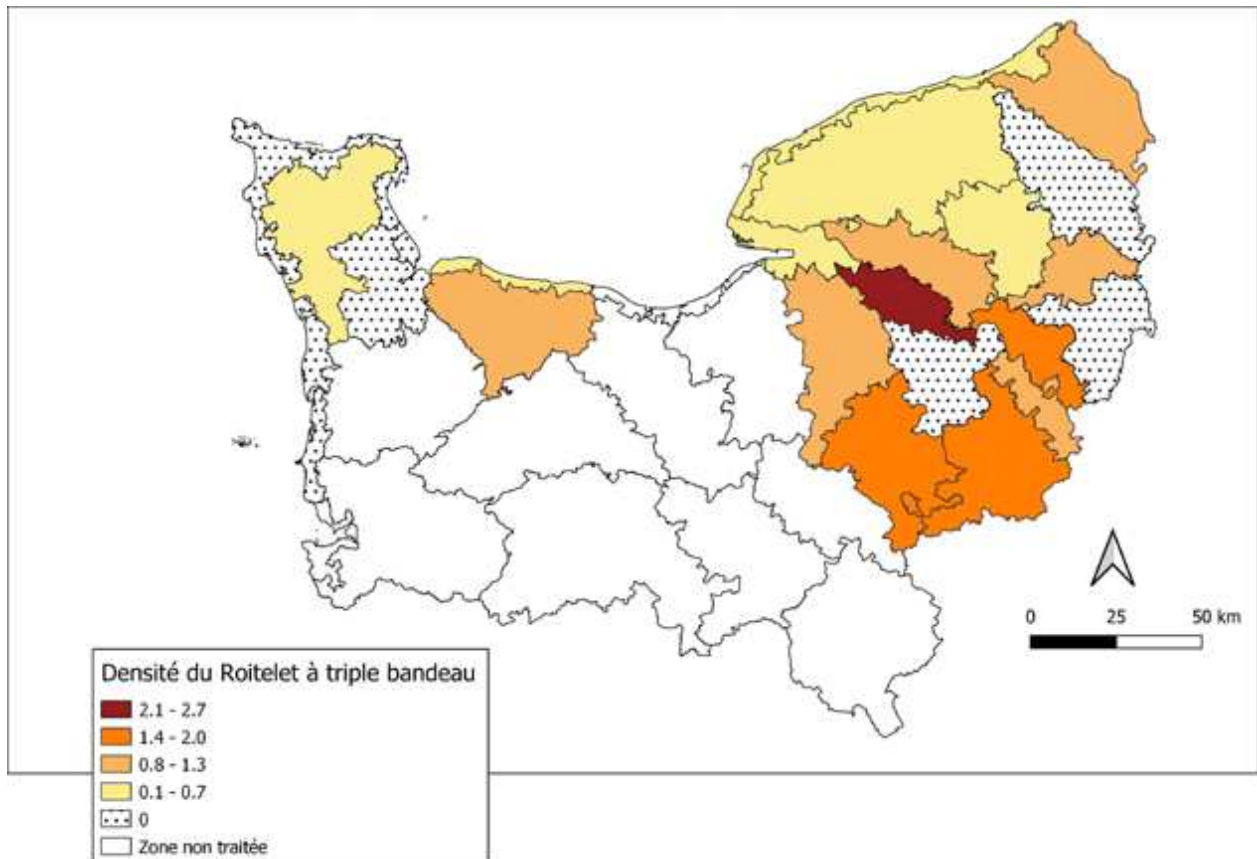 0 25 50 km
Densité du Roitelet à triple bandeau
2.1 - 2.7
1.4 - 2.0
0.8 - 1.3
0.1 - 0.7
0
Zone non traitée